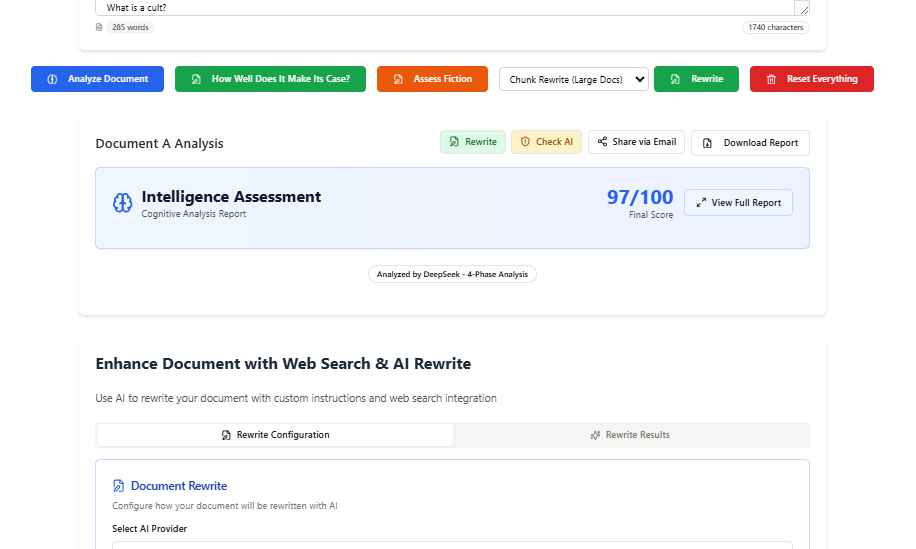 What is a cult?
285 words
1740 characters
Analyze Document
How Well Does It Make Its Case?
Assess Fiction
Chunk Rewrite (Large Docs)
Rewrite
Reset Everything
Document A Analysis
Rewrite
Check AI
Share via Email
Download Report
Intelligence Assessment
Cognitive Analysis Report
97/100
Final Score
View Full Report
Analyzed by DeepSeek - 4-Phase Analysis
Enhance Document with Web Search & AI Rewrite
Use AI to rewrite your document with custom instructions and web search integration
Rewrite Configuration
Rewrite Results
Document Rewrite
Configure how your document will be rewritten with AI
Select AI Provider